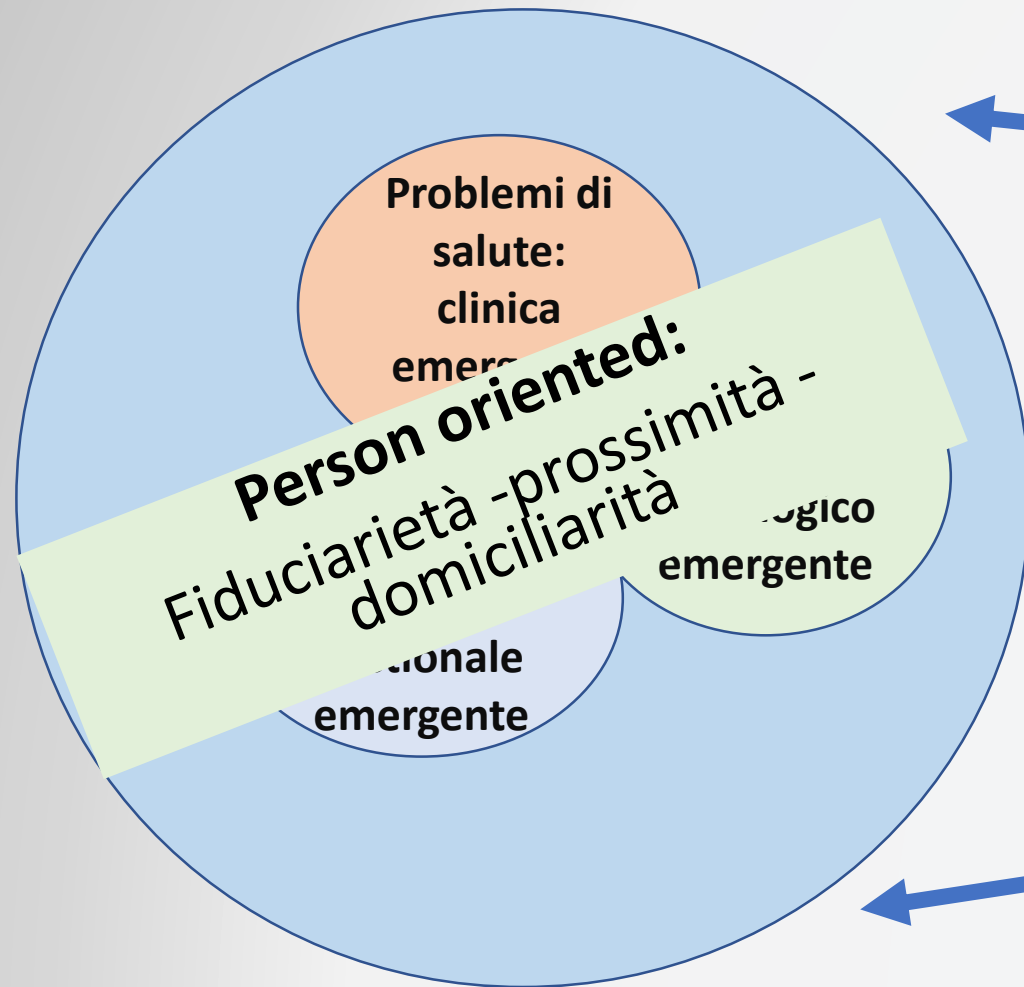 Problemi di
salute:
clinica
Person oriented:
Fiduciarietà -prossimità -
domiciliarità
emergente
emergente